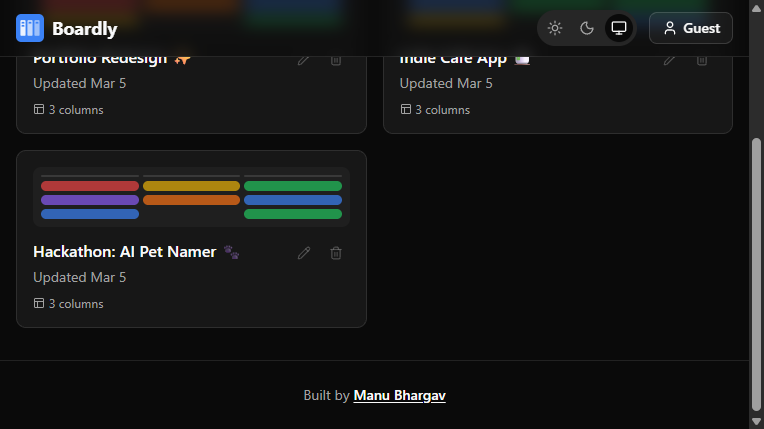 Boardly
Guest
Portfolio Redesign ✨
Updated Mar 5
3 columns
Indie Café App
Updated Mar 5
3 columns
Hackathon: AI Pet Namer 🐾
Updated Mar 5
3 columns
Built by Manu Bhargav